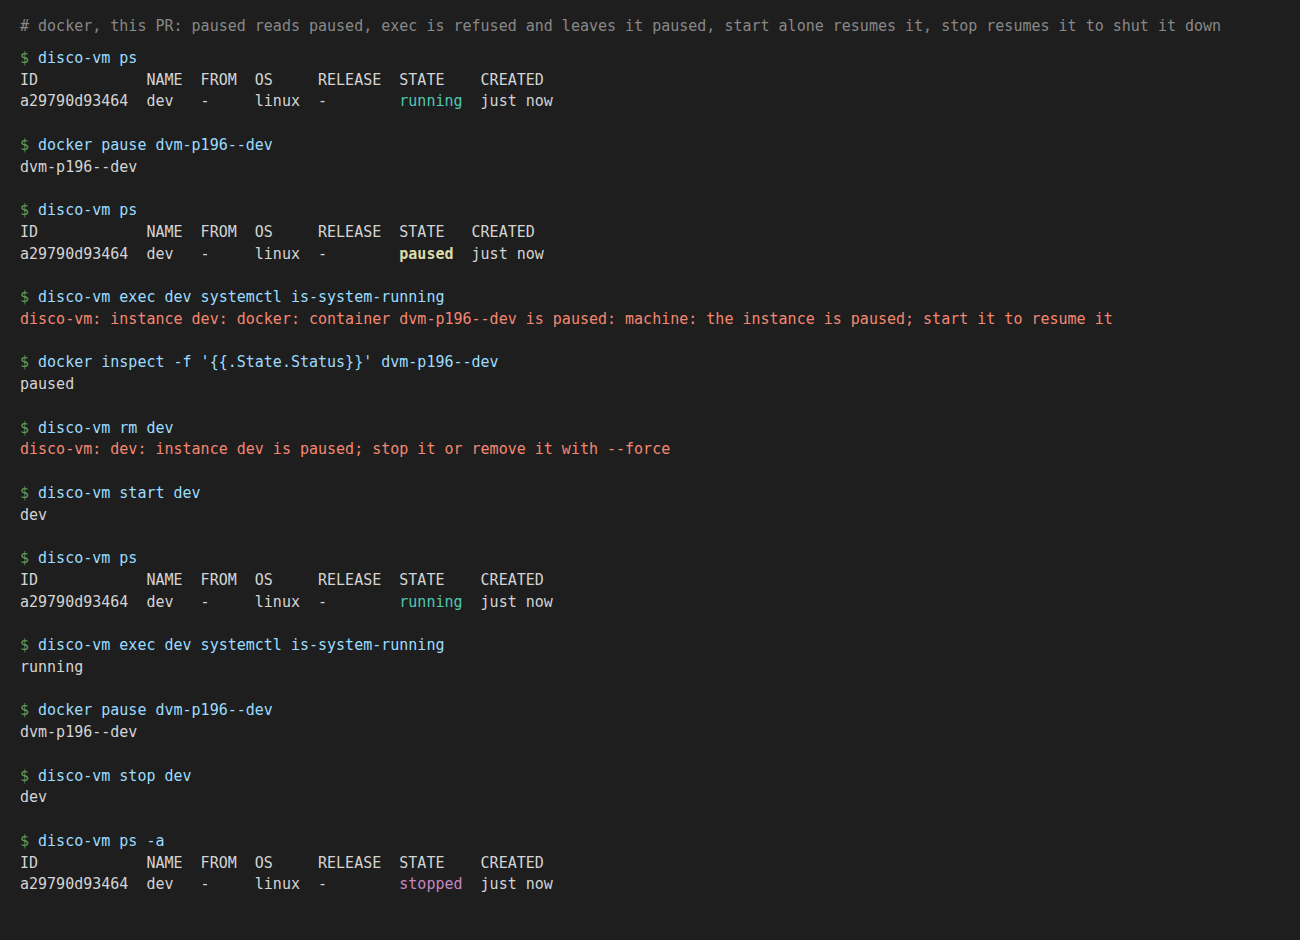 # docker, this PR: paused reads paused, exec is refused and leaves it paused, start alone resumes it, stop resumes it to shut it down
$ disco-vm ps
ID            NAME  FROM  OS     RELEASE  STATE    CREATED
a29790d93464  dev   -     linux  -        running  just now
$ docker pause dvm-p196--dev
dvm-p196--dev
$ disco-vm ps
ID            NAME  FROM  OS     RELEASE  STATE   CREATED
a29790d93464  dev   -     linux  -        paused  just now
$ disco-vm exec dev systemctl is-system-running
disco-vm: instance dev: docker: container dvm-p196--dev is paused: machine: the instance is paused; start it to resume it
$ docker inspect -f '{{.State.Status}}' dvm-p196--dev
paused
$ disco-vm rm dev
disco-vm: dev: instance dev is paused; stop it or remove it with --force
$ disco-vm start dev
dev
$ disco-vm ps
ID            NAME  FROM  OS     RELEASE  STATE    CREATED
a29790d93464  dev   -     linux  -        running  just now
$ disco-vm exec dev systemctl is-system-running
running
$ docker pause dvm-p196--dev
dvm-p196--dev
$ disco-vm stop dev
dev
$ disco-vm ps -a
ID            NAME  FROM  OS     RELEASE  STATE    CREATED
a29790d93464  dev   -     linux  -        stopped  just now